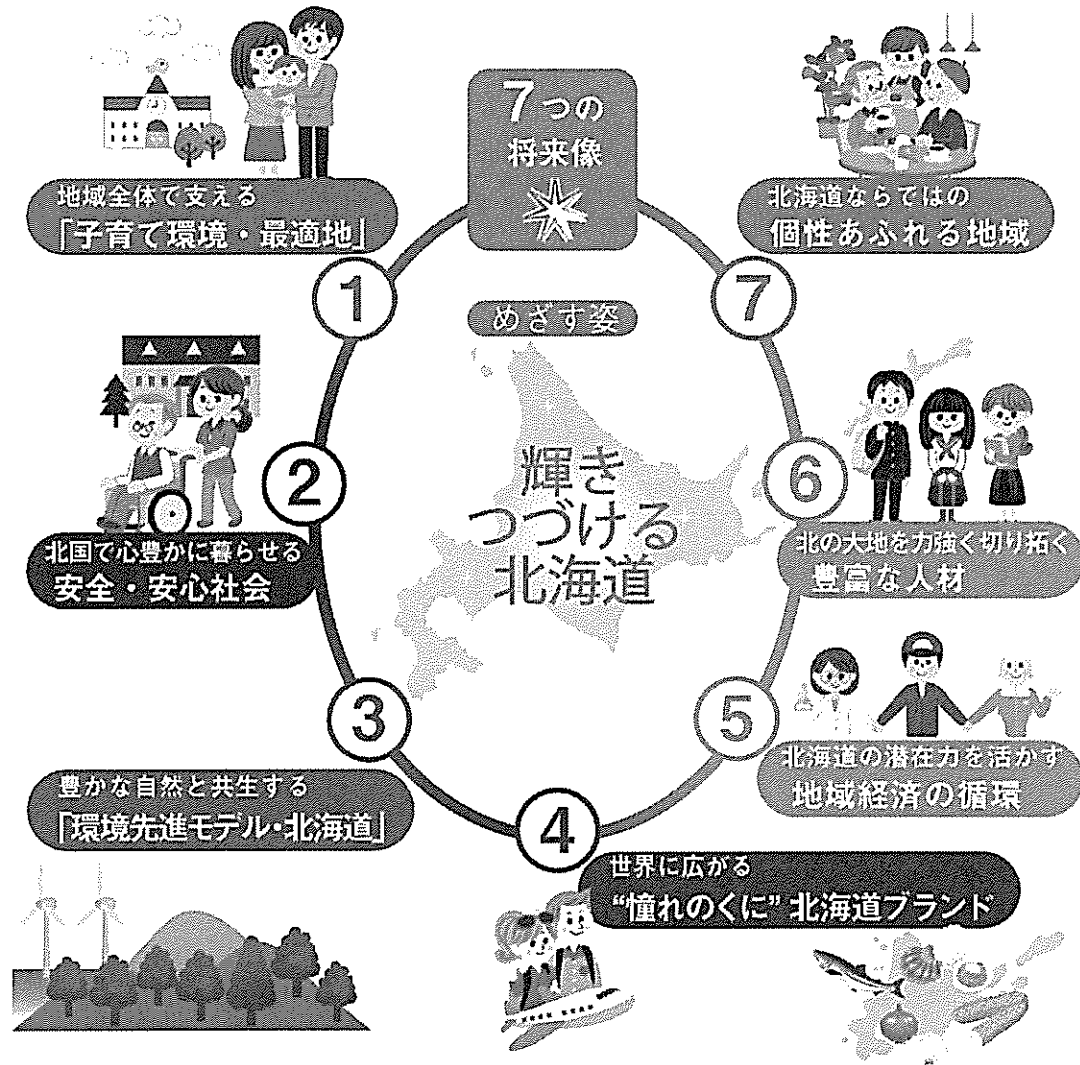 7つの
将来像
めざす姿
輝き
つづける
北海道
1
地域全体で支える
「子育て環境・最適地」
2
北国で心豊かに暮らせる
安全・安心社会
3
豊かな自然と共生する
「環境先進モデル・北海道」
4
世界に広がる
“憧れのくに” 北海道ブランド
5
北海道の潜在力を活かす
地域経済の循環
6
北の大地を力強く切り拓く
豊富な人材
7
北海道ならではの
個性あふれる地域